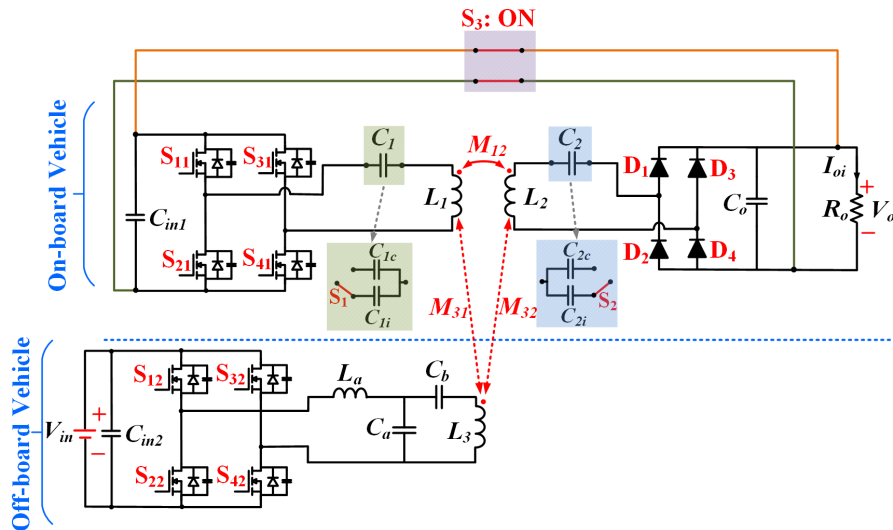 S3: ON
On-board Vehicle
S11
S31
C1
M12
C2
D1
D3
Ioi
Cin1
L1
L2
Co
Ro
+
Vo
−
S21
S41
D2
D4
C1c
S1
C1i
C2c
S2
C2i
M31
M32
Off-board Vehicle
S12
S32
La
Cb
Vin
+
−
Cin2
Ca
L3
S22
S42